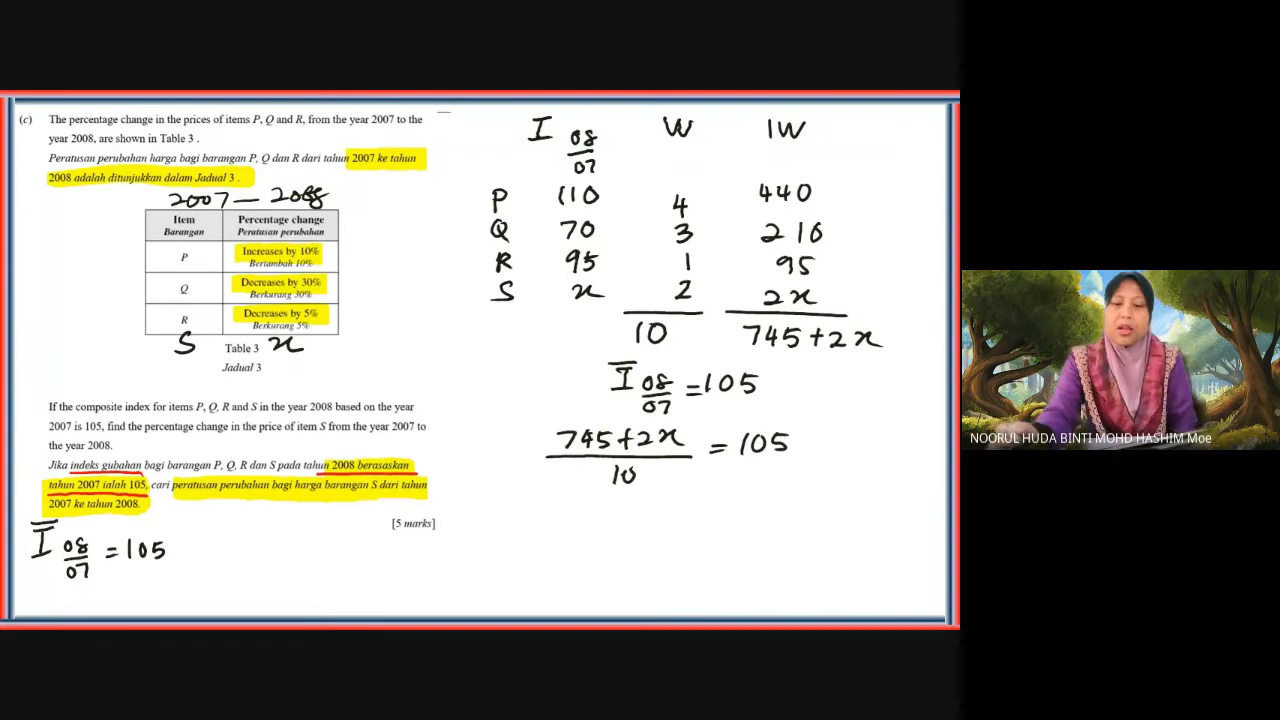 (c) The percentage change in the prices of items P, Q and R, from the year 2007 to the
year 2008, are shown in Table 3 .
Peratusan perubahan harga bagi barangan P, Q dan R dari tahun 2007 ke tahun
2008 adalah ditunjukkan dalam Jadual 3 .
2007 — 2008
Item Percentage change
Barangan Peratus perubahan
P Increases by 10%
Bertambah 10%
Q Decreases by 30%
Berkurang 30%
R Decreases by 5%
Berkurang 5%
S Table 3 x
Jadual 3
If the composite index for items P, Q, R and S in the year 2008 based on the year
2007 is 105, find the percentage change in the price of item S from the year 2007 to
the year 2008.
Jika indeks gubahan bagi barangan P, Q, R dan S pada tahun 2008 berasaskan
tahun 2007 ialah 105, cari peratusan perubahan bagi harga barangan S dari tahun
2007 ke tahun 2008.
[5 marks]
I 08/07 = 105
I 08/07 W IW
P 110 4 440
Q 70 3 210
R 95 1 95
S x 2 2x
10 745+2x
I 08/07 = 105
745+2x / 10 = 105
NOORUL HUDA BINTI MOHD HASHIM Moe